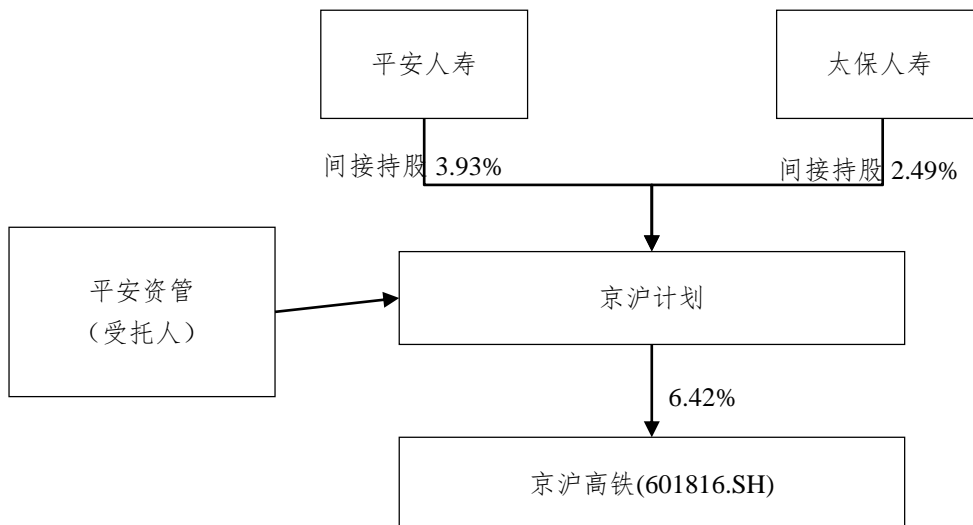 平安人寿
太保人寿
间接持股 3.93%
间接持股 2.49%
平安资管
（受托人）
京沪计划
6.42%
京沪高铁(601816.SH)